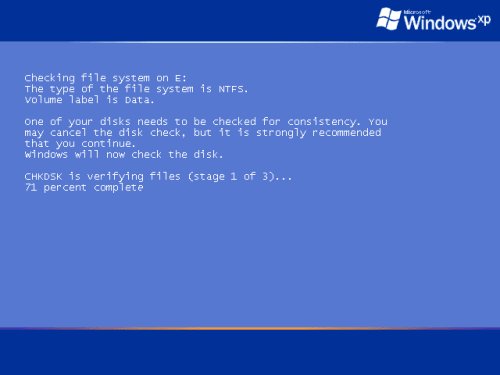 Microsoft
Windows xp
Checking file system on E:
The type of the file system is NTFS.
Volume label is Data.
One of your disks needs to be checked for consistency. You
may cancel the disk check, but it is strongly recommended
that you continue.
Windows will now check the disk.
CHKDSK is verifying files (stage 1 of 3)...
71 percent complete